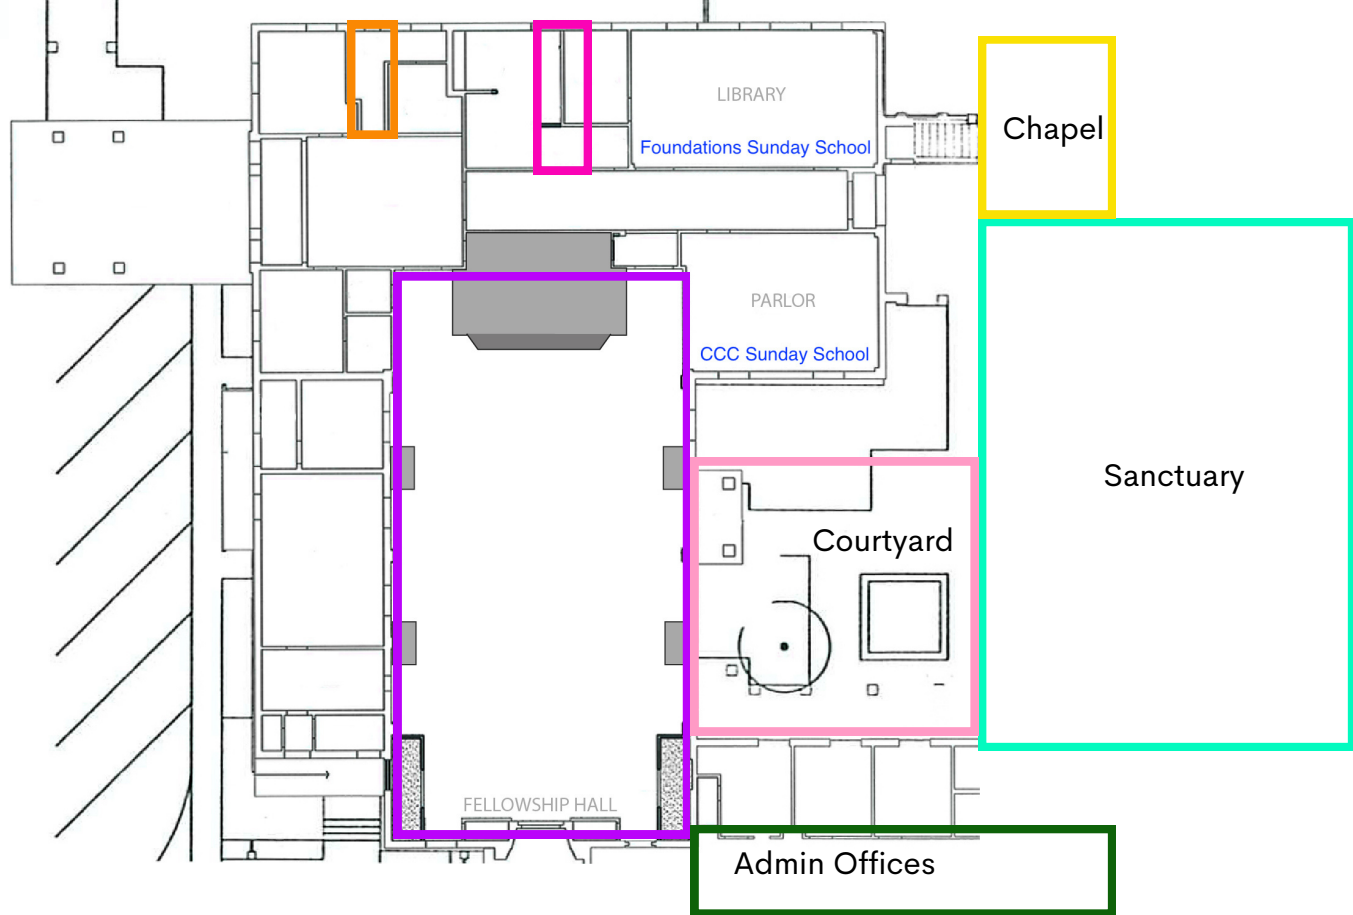 LIBRARY
Foundations Sunday School
Chapel
PARLOR
CCC Sunday School
Sanctuary
Courtyard
FELLOWSHIP HALL
Admin Offices